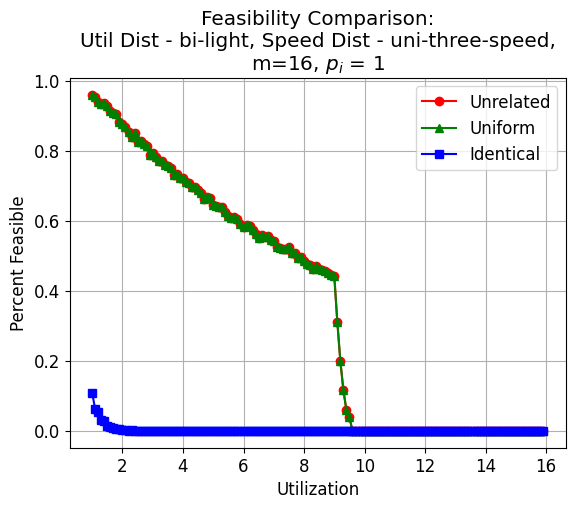 Feasibility Comparison:
Util Dist - bi-light, Speed Dist - uni-three-speed,
m=16, pᵢ = 1
1.0
Unrelated
Uniform
Identical
0.8
0.6
0.4
0.2
0.0
Percent Feasible
2 4 6 8 10 12 14 16
Utilization